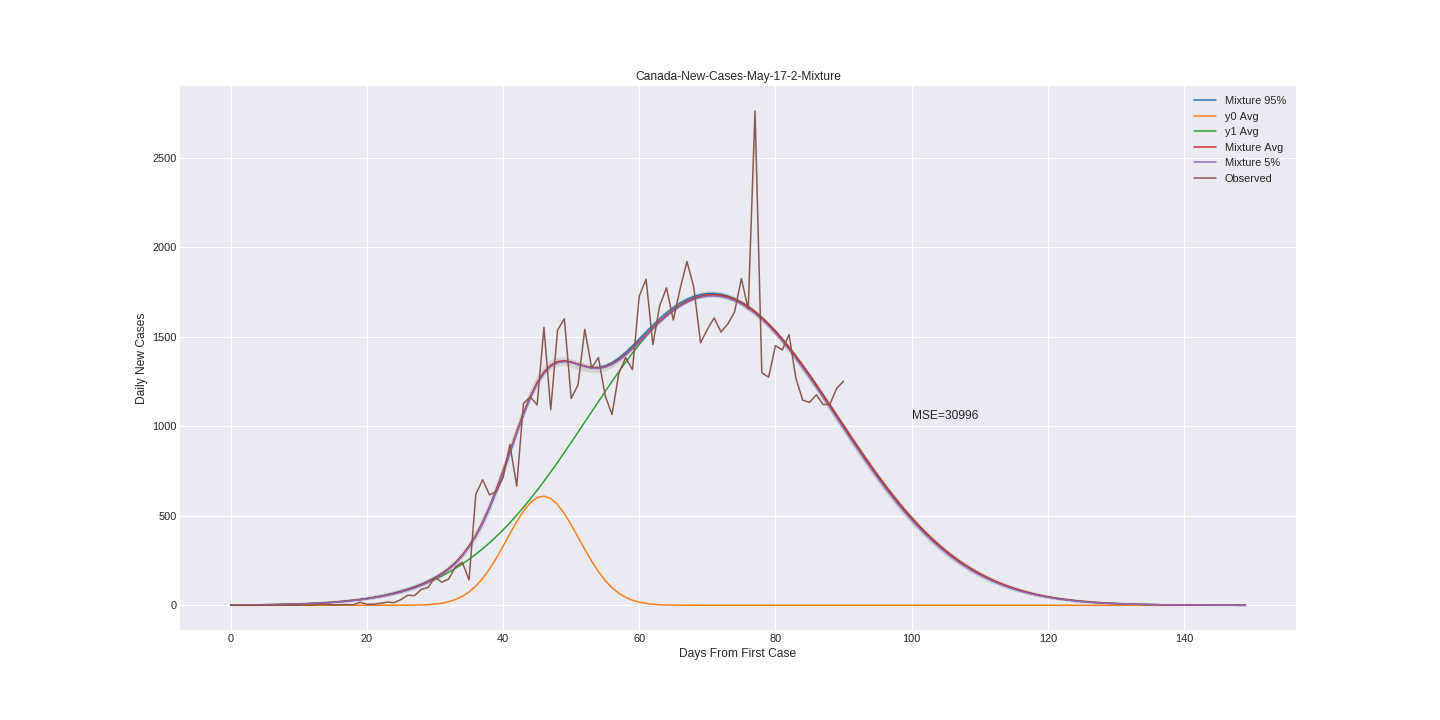 Canada-New-Cases-May-17-2-Mixture
Mixture 95%
y0 Avg
y1 Avg
Mixture Avg
Mixture 5%
Observed
Daily New Cases
2500
2000
1500
1000
500
0
MSE=30996
0 20 40 60 80 100 120 140
Days From First Case